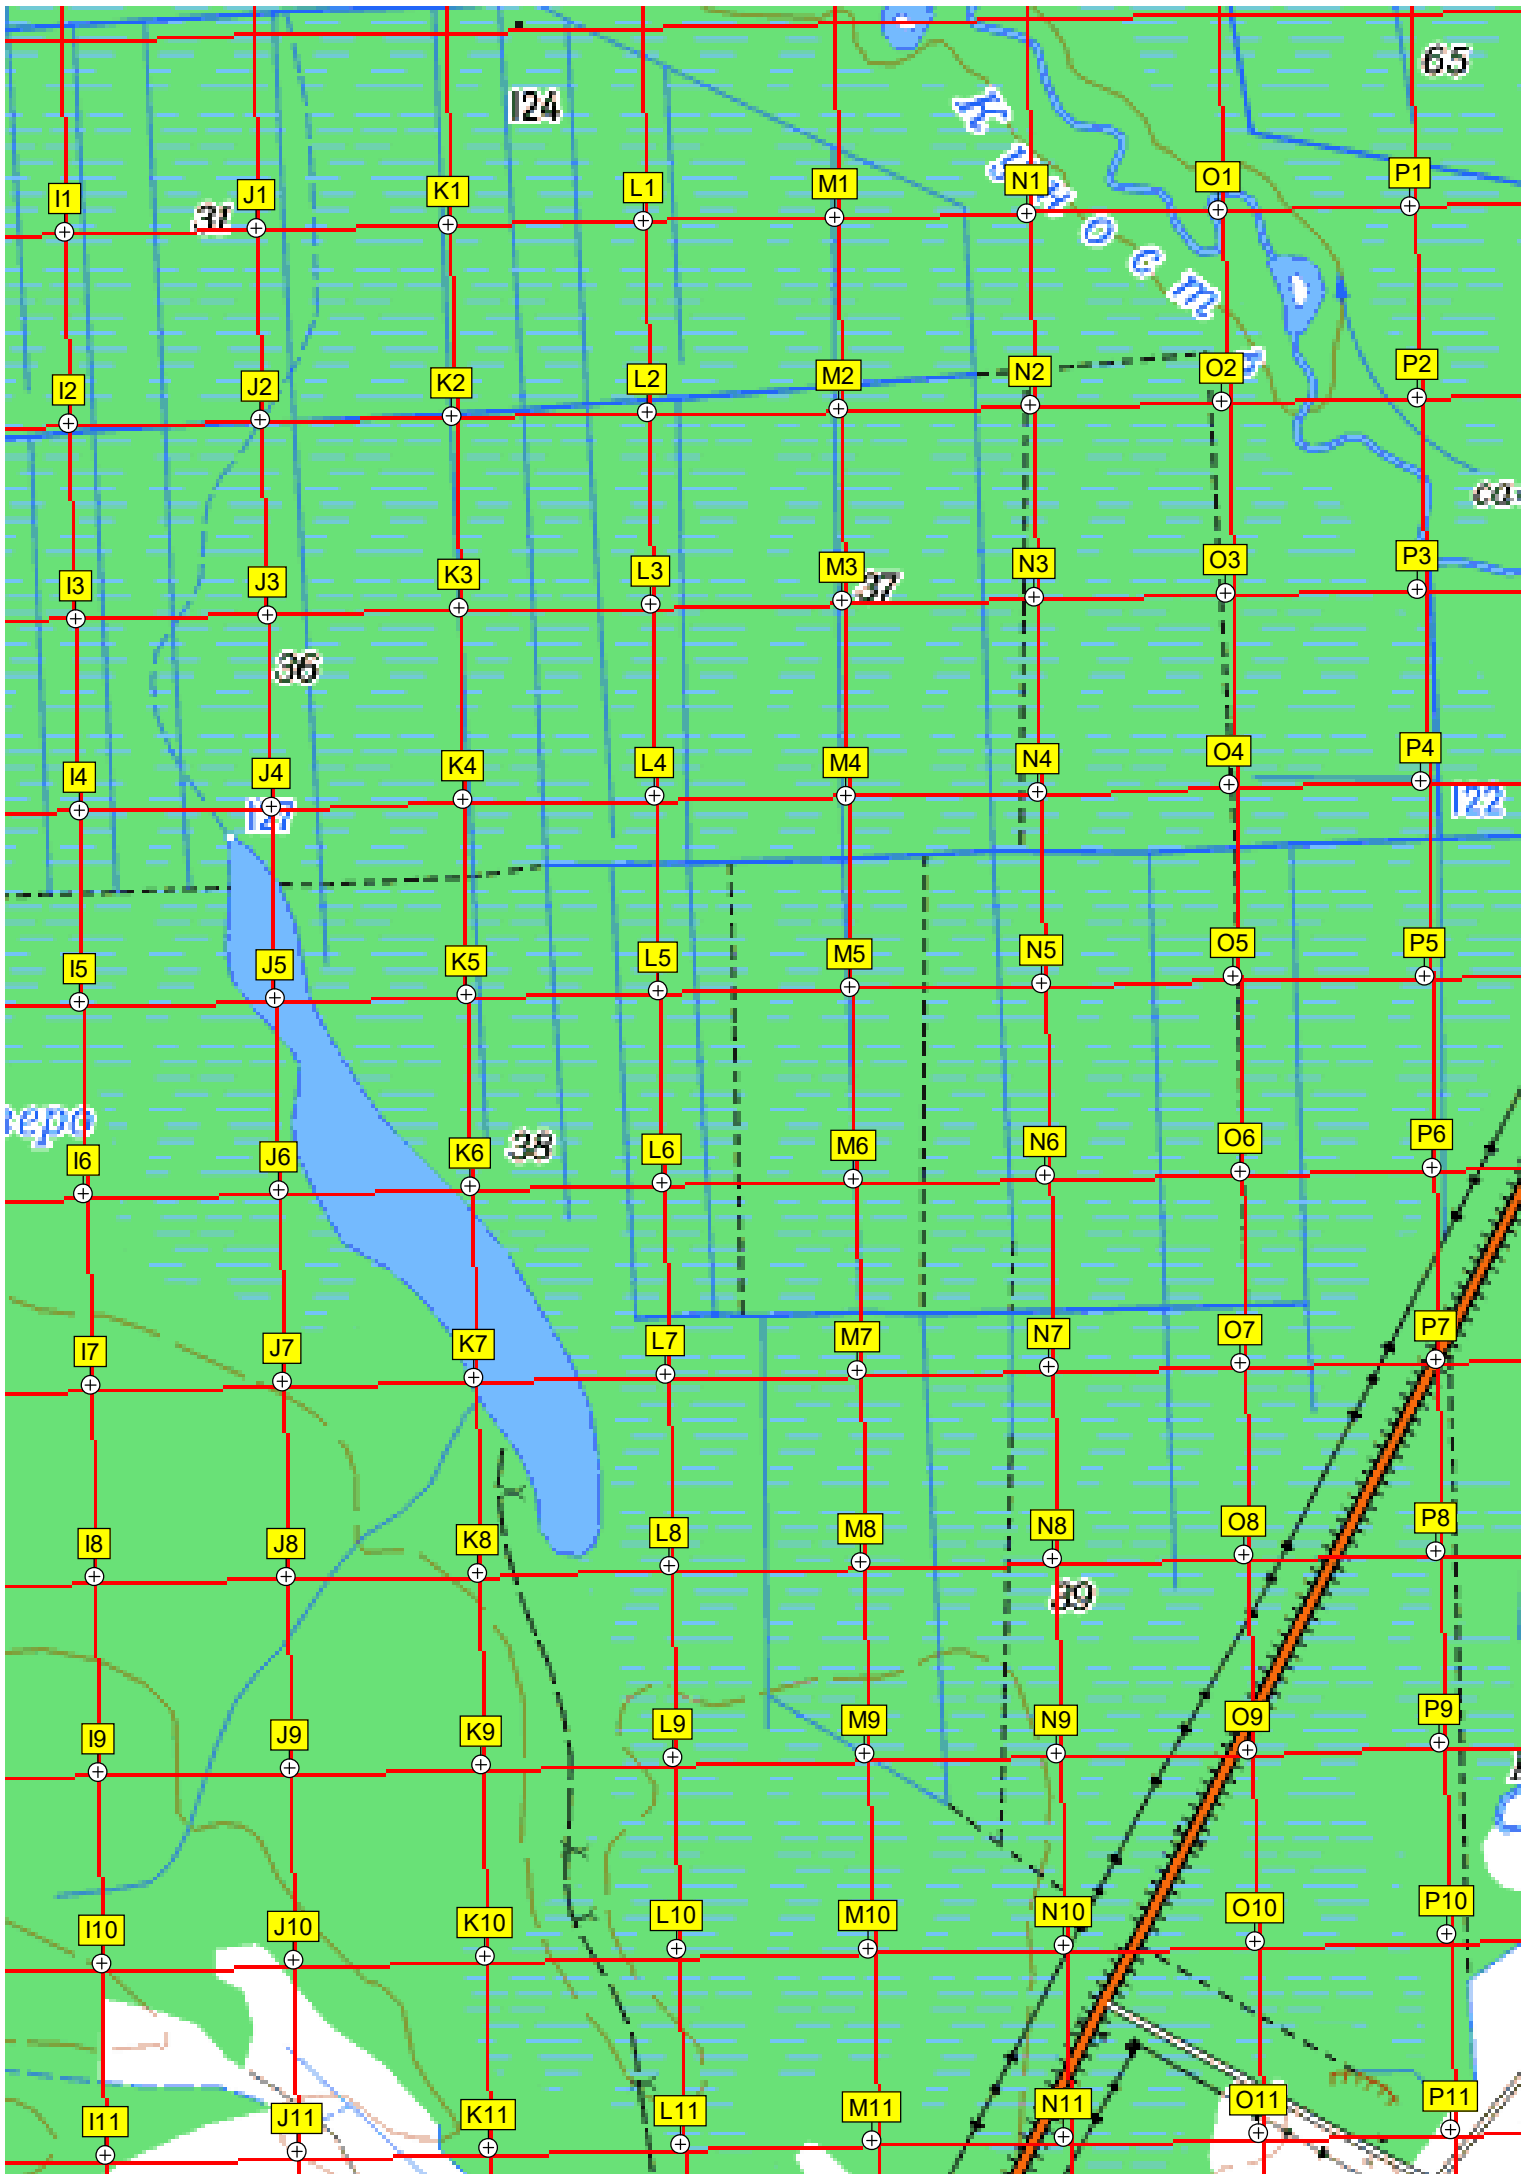 65
124
К у н о с т ь
I1 J1 K1 L1 M1 N1 O1 P1
31
I2 J2 K2 L2 M2 N2 O2 P2
I3 J3 K3 L3 M3 N3 O3 P3
37
36
I4 J4 K4 L4 M4 N4 O4 P4
127
122
I5 J5 K5 L5 M5 N5 O5 P5
I6 J6 K6 L6 M6 N6 O6 P6
38
I7 J7 K7 L7 M7 N7 O7 P7
I8 J8 K8 L8 M8 N8 O8 P8
39
I9 J9 K9 L9 M9 N9 O9 P9
I10 J10 K10 L10 M10 N10 O10 P10
I11 J11 K11 L11 M11 N11 O11 P11